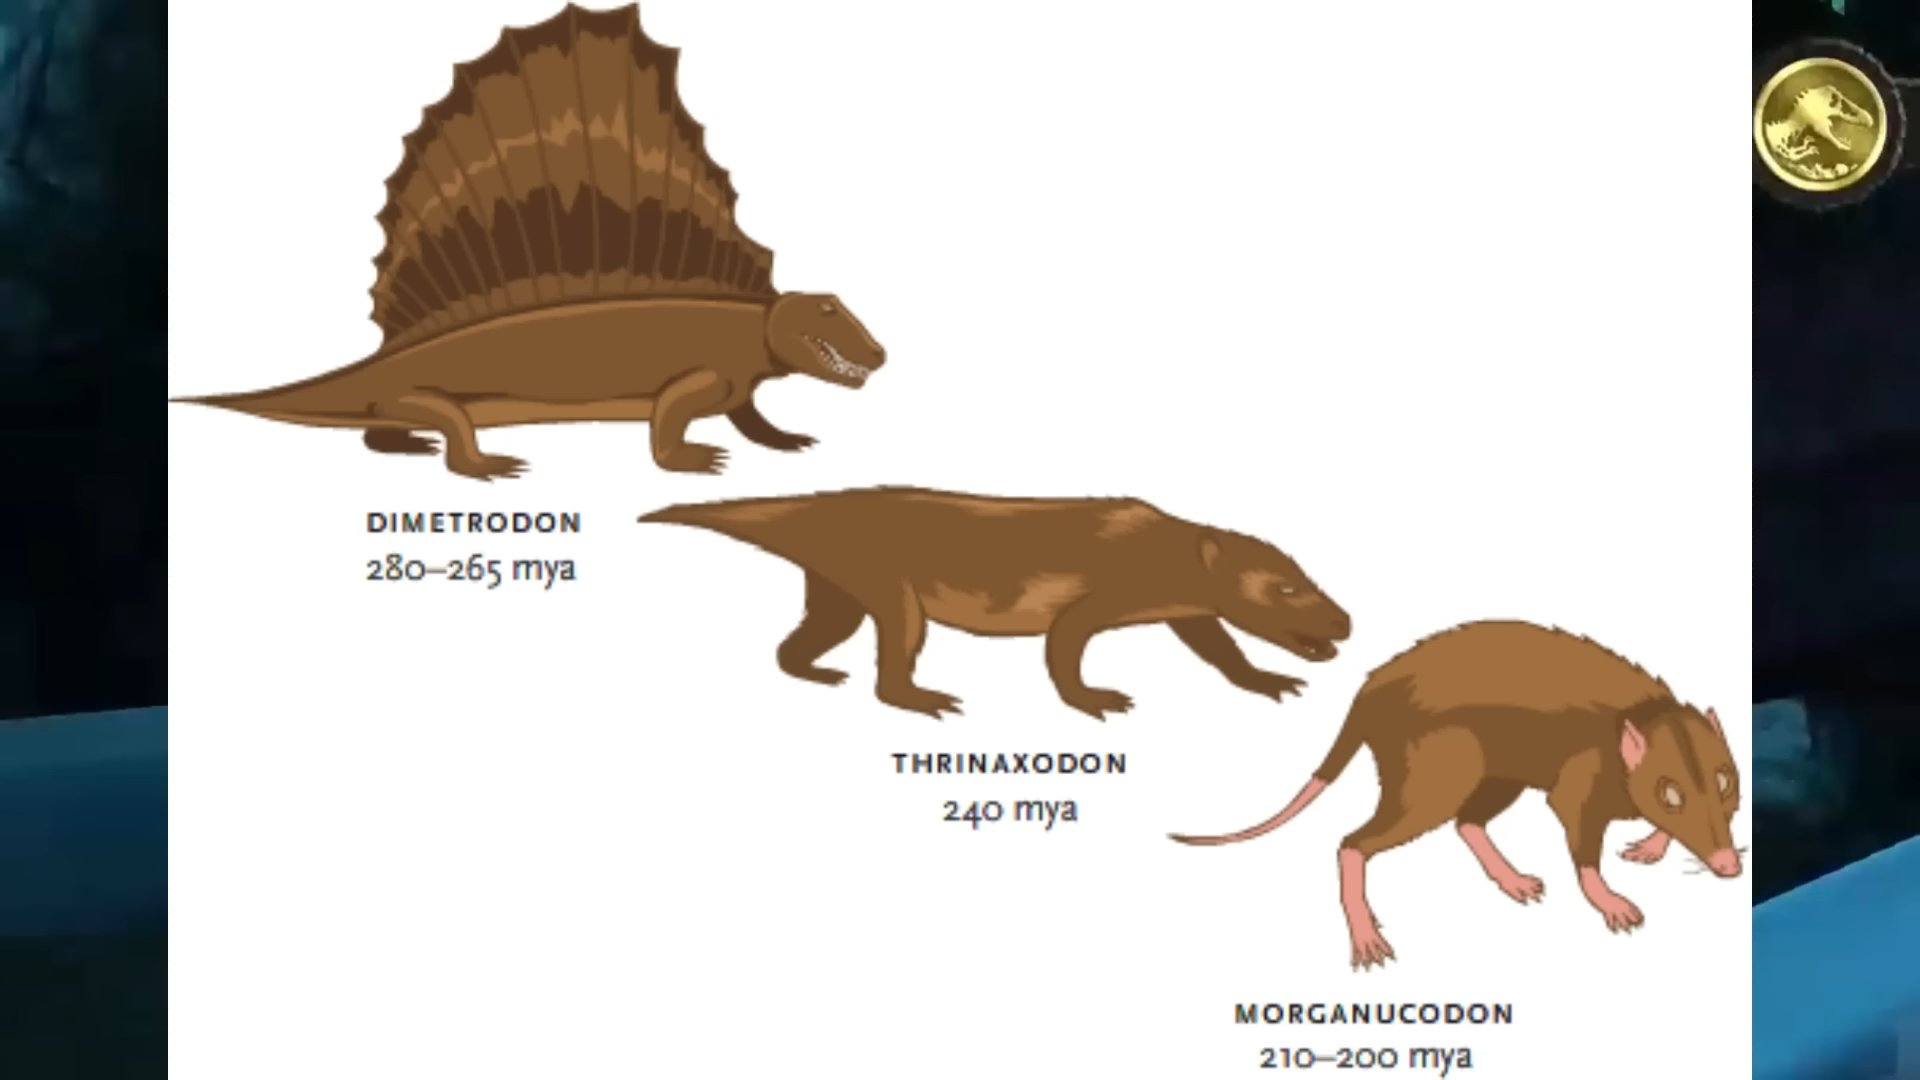 DIMETRODON
280–265 mya
THRINAXODON
240 mya
MORGANUCODON
210–200 mya